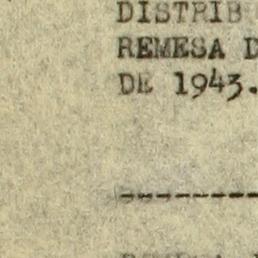 DISTRIB
REMESA D
DE 1943.
----------